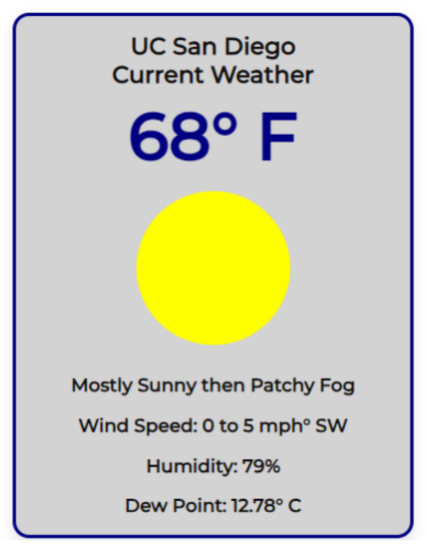 UC San Diego
Current Weather
68° F
Mostly Sunny then Patchy Fog
Wind Speed: 0 to 5 mph° SW
Humidity: 79%
Dew Point: 12.78° C